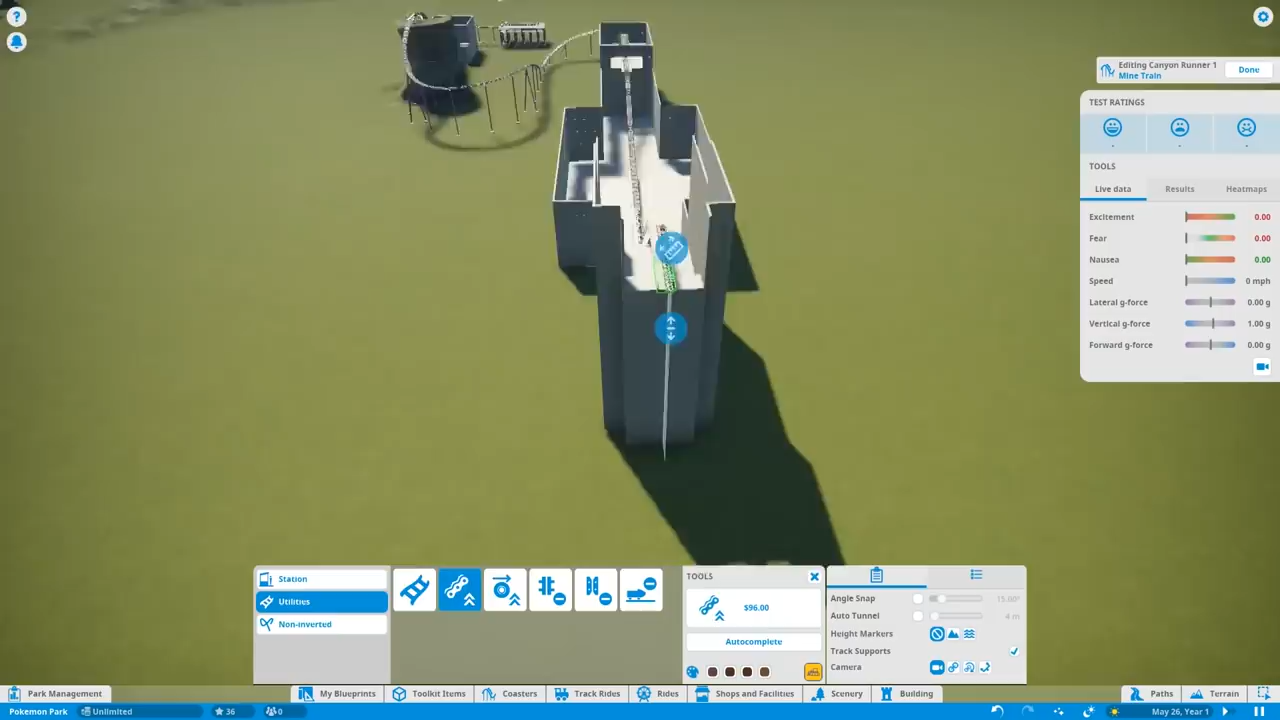 Editing Canyon Runner 1
Mine Train
Done
TEST RATINGS
- - -
TOOLS
Live data Results Heatmaps
Excitement 0.00
Fear 0.00
Nausea 0.00
Speed 0 mph
Lateral g-force 0.00 g
Vertical g-force 1.00 g
Forward g-force 0.00 g
Station
Utilities
Non-inverted
TOOLS
$96.00
Autocomplete
Angle Snap 15.00°
Auto Tunnel 4 m
Height Markers
Track Supports
Camera
Park Management My Blueprints Toolkit Items Coasters Track Rides Rides Shops and Facilities Scenery Building Paths Terrain
Pokemon Park Unlimited 36 0 May 26, Year 1